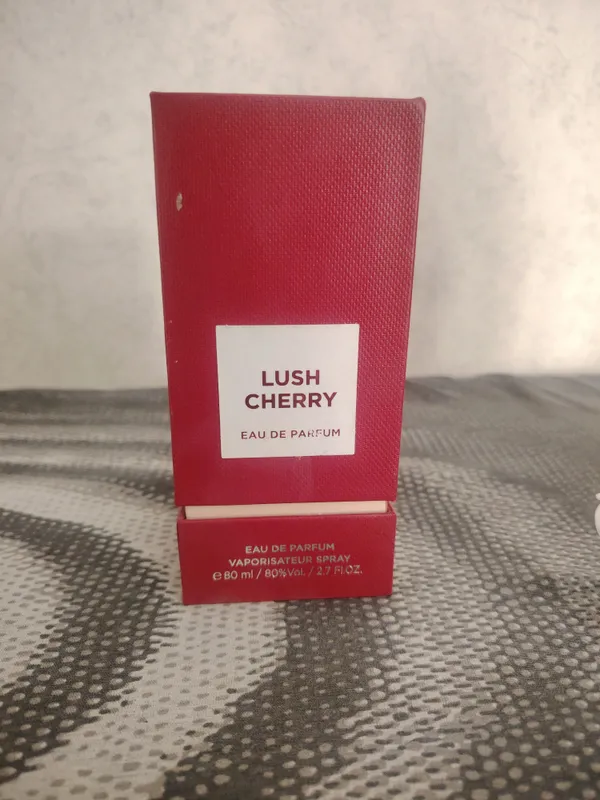 LUSH
CHERRY
EAU DE PARFUM
EAU DE PARFUM
VAPORISATEUR SPRAY
℮ 80 ml / 80%Vol. / 2.7 Fl.OZ.